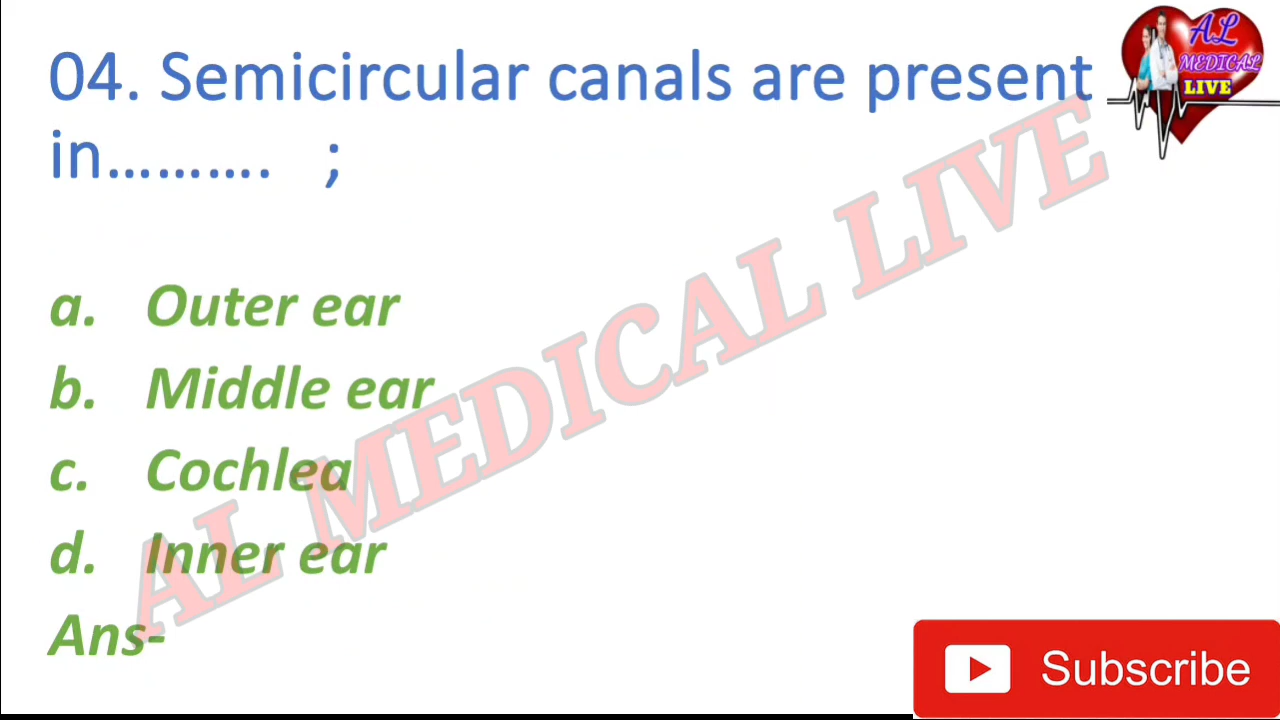 04. Semicircular canals are present
in.......... ;
a. Outer ear
b. Middle ear
c. Cochlea
d. Inner ear
Ans-
AL MEDICAL LIVE
AL
MEDICAL
LIVE
Subscribe